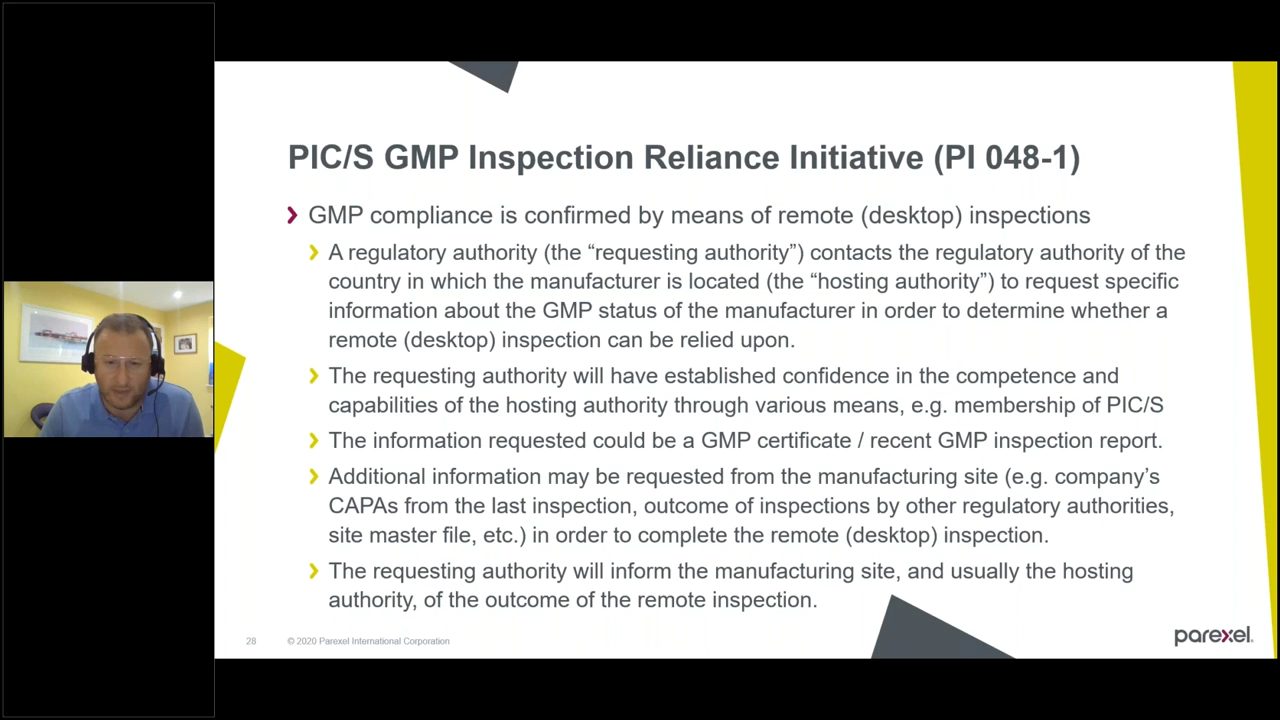 PIC/S GMP Inspection Reliance Initiative (PI 048-1)
GMP compliance is confirmed by means of remote (desktop) inspections
A regulatory authority (the “requesting authority”) contacts the regulatory authority of the
country in which the manufacturer is located (the “hosting authority”) to request specific
information about the GMP status of the manufacturer in order to determine whether a
remote (desktop) inspection can be relied upon.
The requesting authority will have established confidence in the competence and
capabilities of the hosting authority through various means, e.g. membership of PIC/S
The information requested could be a GMP certificate / recent GMP inspection report.
Additional information may be requested from the manufacturing site (e.g. company’s
CAPAs from the last inspection, outcome of inspections by other regulatory authorities,
site master file, etc.) in order to complete the remote (desktop) inspection.
The requesting authority will inform the manufacturing site, and usually the hosting
authority, of the outcome of the remote inspection.
28 © 2020 Parexel International Corporation
parexel.